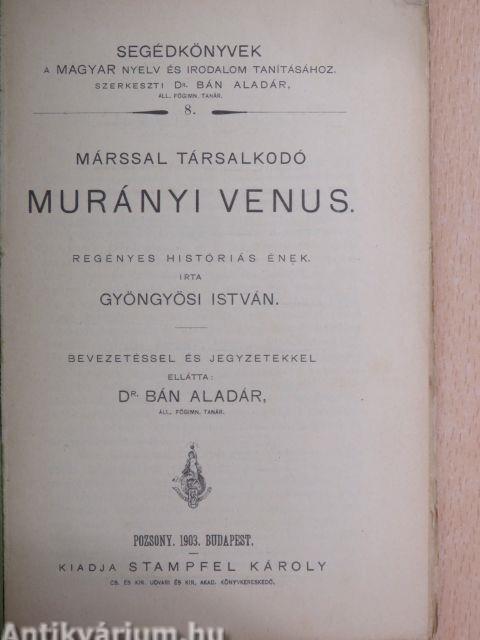 SEGÉDKÖNYVEK
A MAGYAR NYELV ÉS IRODALOM TANÍTÁSÁHOZ.
SZERKESZTI DR. BÁN ALADÁR,
ÁLL. FŐGIMN. TANÁR.
8.
MÁRSSAL TÁRSALKODÓ
MURÁNYI VENUS.
REGÉNYES HISTÓRIÁS ÉNEK.
IRTA
GYÖNGYÖSI ISTVÁN.
BEVEZETÉSSEL ÉS JEGYZETEKKEL
ELLÁTTA:
DR. BÁN ALADÁR,
ÁLL. FŐGIMN. TANÁR.
POZSONY. 1903. BUDAPEST.
KIADJA STAMPFEL KÁROLY
CS. ÉS KIR. UDVARI ÉS KIR. AKAD. KÖNYVKERESKEDŐ.
Antikvárium.hu